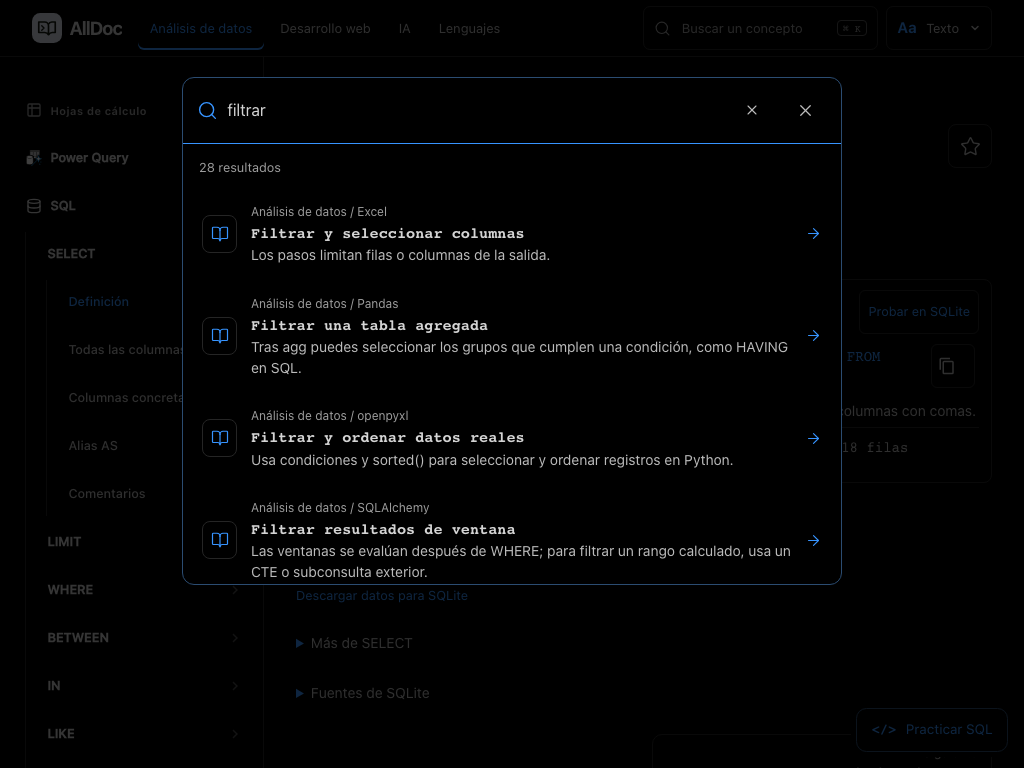 AllDoc
Análisis de datos
Desarrollo web
IA
Lenguajes
Buscar un concepto
⌘ K
Aa Texto
filtrar
28 resultados
Análisis de datos / Excel
Filtrar y seleccionar columnas
Los pasos limitan filas o columnas de la salida.
Análisis de datos / Pandas
Filtrar una tabla agregada
Tras agg puedes seleccionar los grupos que cumplen una condición, como HAVING
en SQL.
Análisis de datos / openpyxl
Filtrar y ordenar datos reales
Usa condiciones y sorted() para seleccionar y ordenar registros en Python.
Análisis de datos / SQLAlchemy
Filtrar resultados de ventana
Las ventanas se evalúan después de WHERE; para filtrar un rango calculado, usa un
CTE o subconsulta exterior.
Hojas de cálculo
Power Query
SQL
SELECT
Definición
Todas las columnas
Columnas concreta
Alias AS
Comentarios
LIMIT
WHERE
BETWEEN
IN
LIKE
Probar en SQLite
FROM
columnas con comas.
18 filas
Descargar datos para SQLite
Más de SELECT
Fuentes de SQLite
</> Practicar SQL